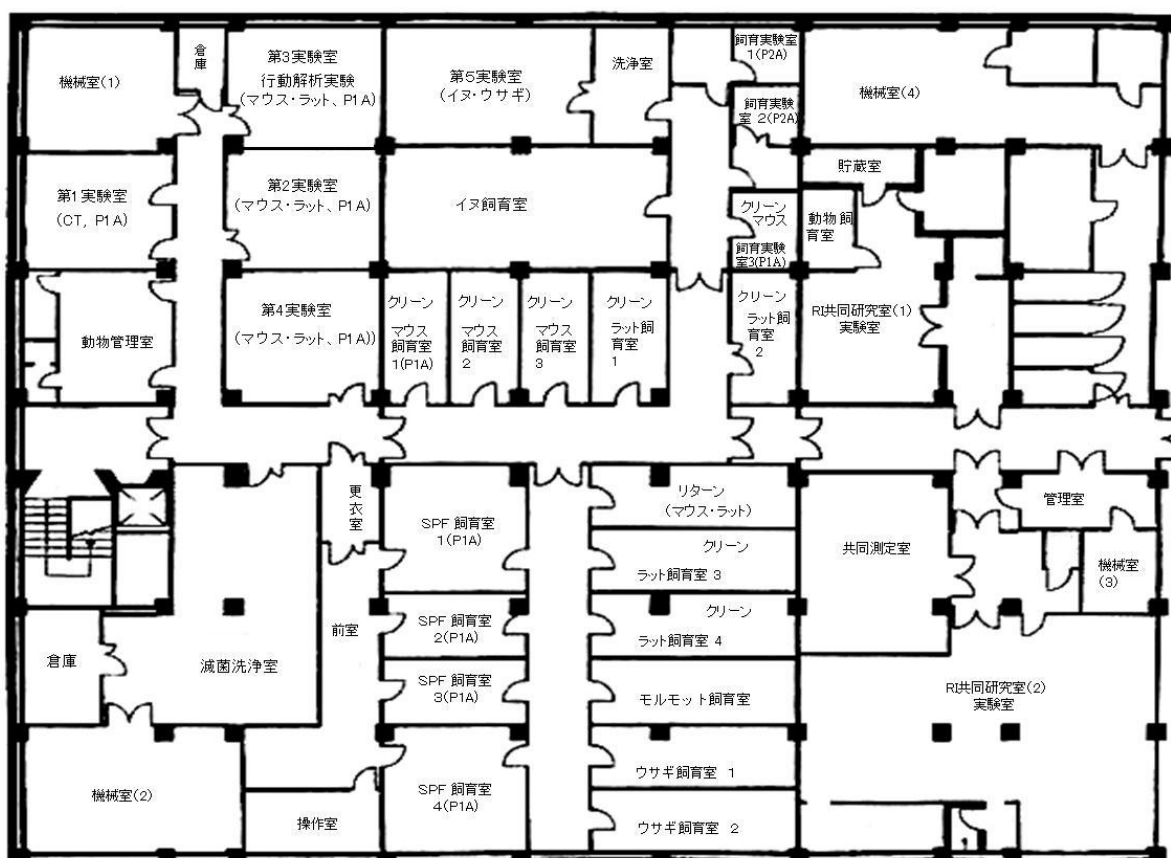 機械室(1)
倉庫
第3実験室
行動解析実験
(マウス・ラット、P1A)
第5実験室
(イヌ・ウサギ)
洗浄室
飼育実験室
1(P2A)
飼育実験
室 2(P2A)
機械室(4)
第1実験室
(CT, P1A)
第2実験室
(マウス・ラット、P1A)
イヌ飼育室
クリーン
マウス
飼育実験
室3(P1A)
貯蔵室
動物 飼
育室
動物管理室
第4実験室
(マウス・ラット、P1A))
クリーン
マウス
飼育室
1(P1A)
クリーン
マウス
飼育室
2
クリーン
マウス
飼育室
3
クリーン
ラット飼
育室
1
クリーン
ラット飼
育室
2
RI共同研究室(1)
実験室
更衣室
SPF 飼育室
1(P1A)
リターン
(マウス・ラット)
クリーン
ラット飼育室 3
共同測定室
管理室
機械室
(3)
倉庫
滅菌洗浄室
前室
SPF 飼育室
2(P1A)
クリーン
ラット飼育室 4
SPF 飼育室
3(P1A)
モルモット飼育室
RI共同研究室(2)
実験室
機械室(2)
操作室
SPF 飼育室
4(P1A)
ウサギ飼育室 1
ウサギ飼育室 2